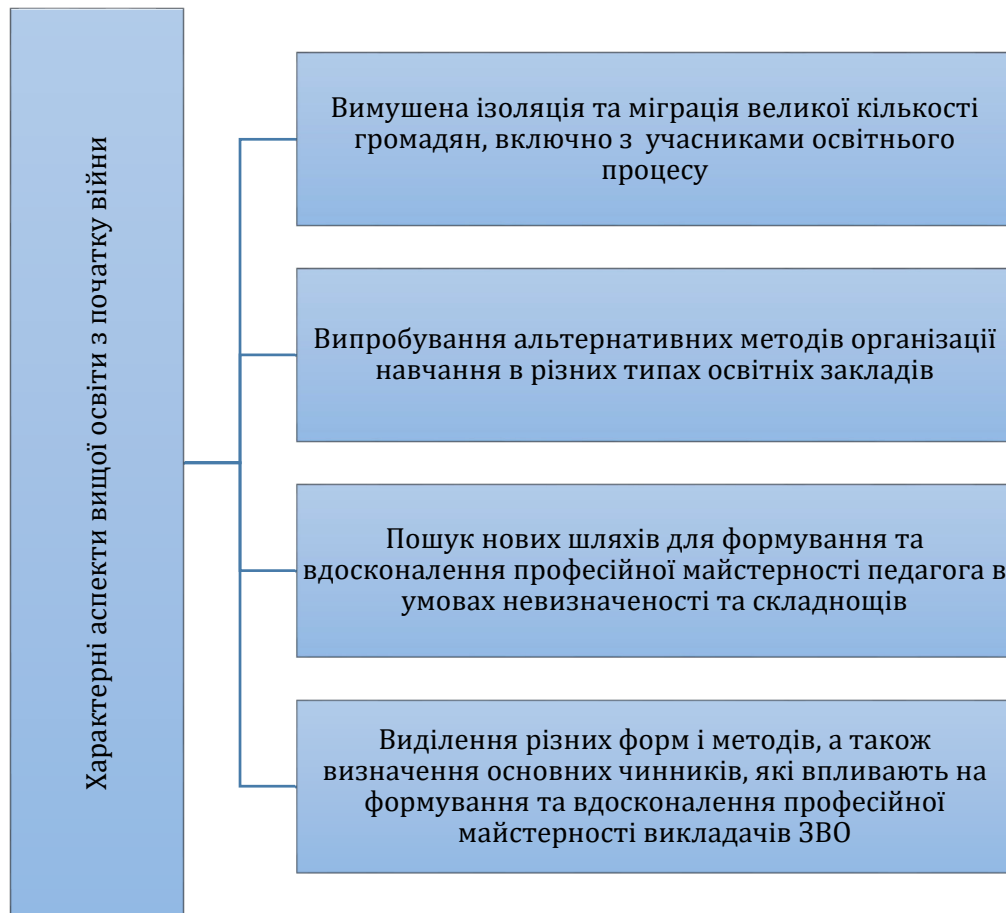 Характерні аспекти вищої освіти з початку війни
Вимушена ізоляція та міграція великої кількості
громадян, включно з учасниками освітнього
процесу
Випробування альтернативних методів організації
навчання в різних типах освітніх закладів
Пошук нових шляхів для формування та
вдосконалення професійної майстерності педагога в
умовах невизначеності та складнощів
Виділення різних форм і методів, а також
визначення основних чинників, які впливають на
формування та вдосконалення професійної
майстерності викладачів ЗВО